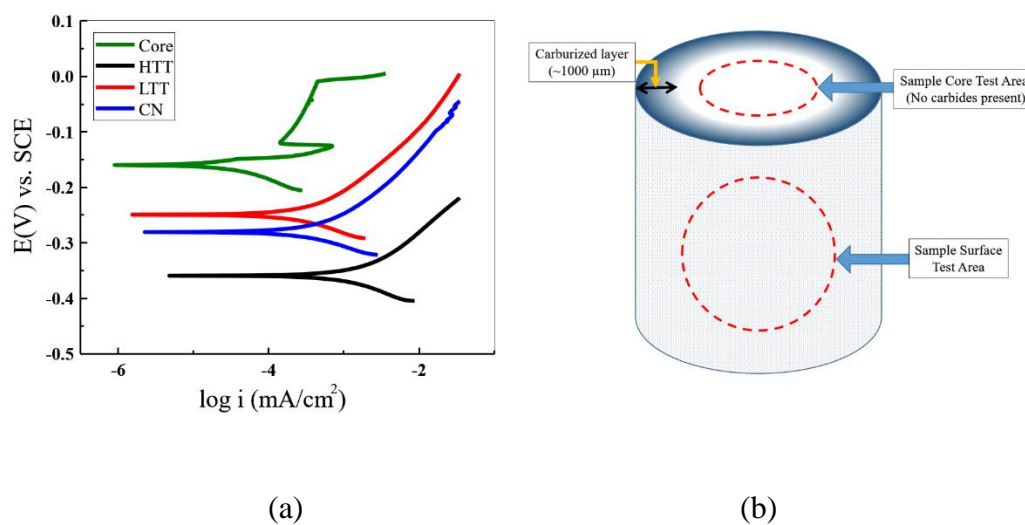 0.1
0.0
-0.1
-0.2
-0.3
-0.4
-0.5
E(V) vs. SCE
Core
HTT
LTT
CN
-6
-4
-2
log i (mA/cm²)
(a)
Carburized layer
(~1000 µm)
Sample Core Test Area
(No carbides present)
Sample Surface
Test Area
(b)